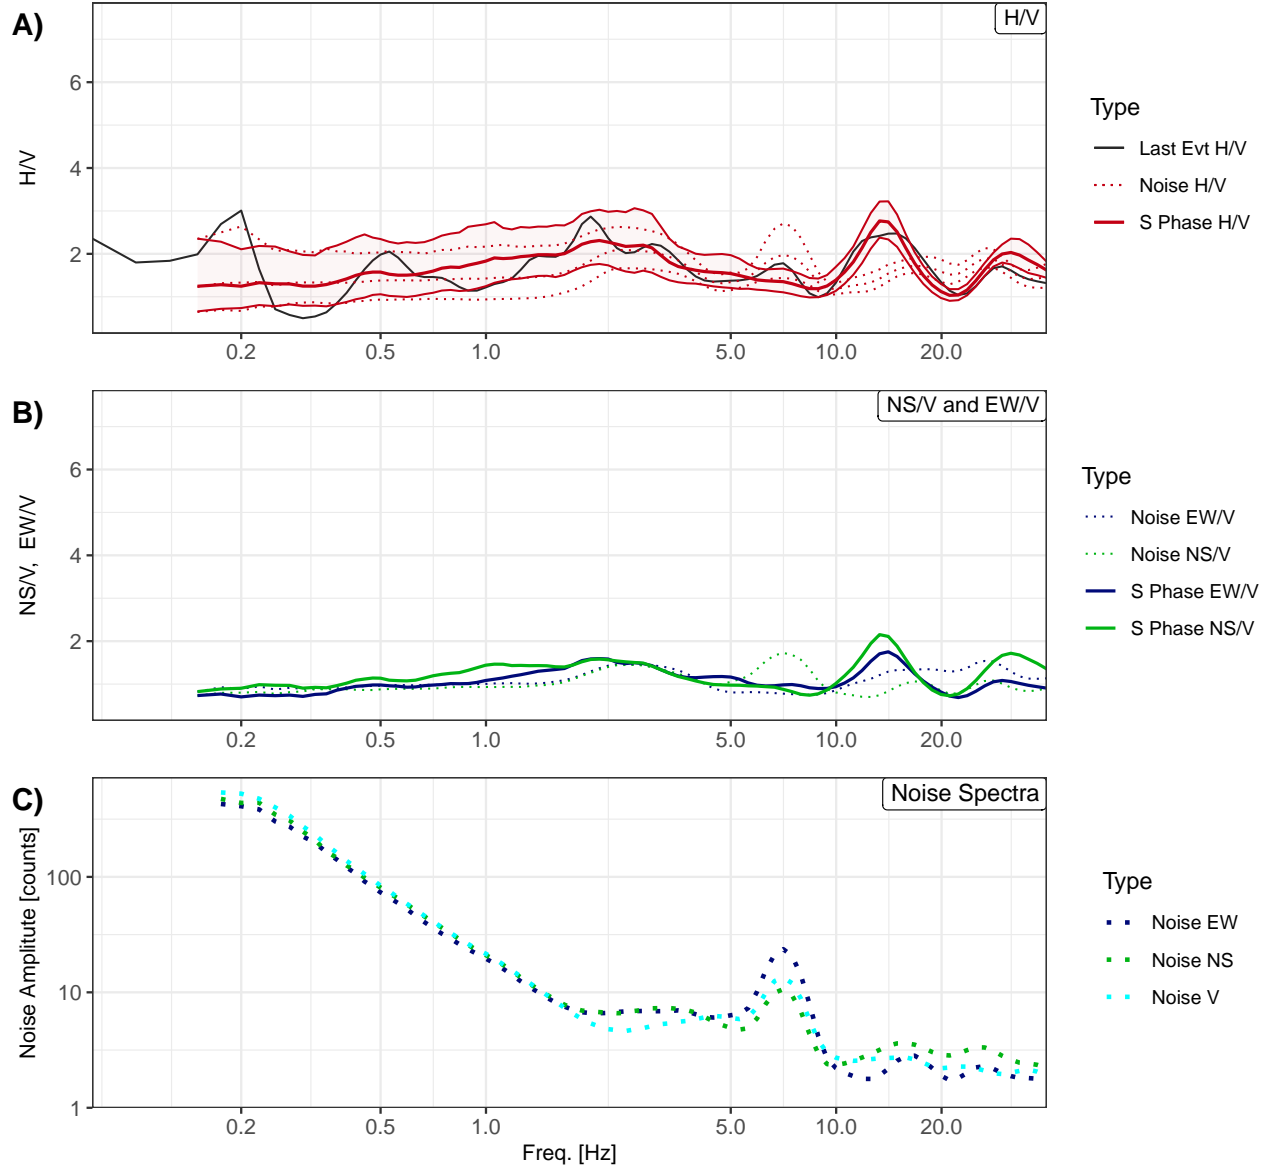 A)
H/V
6
4
2
H/V
0.2 0.5 1.0 5.0 10.0 20.0
Type
Last Evt H/V
Noise H/V
S Phase H/V
B)
NS/V and EW/V
6
4
2
NS/V, EW/V
0.2 0.5 1.0 5.0 10.0 20.0
Type
Noise EW/V
Noise NS/V
S Phase EW/V
S Phase NS/V
C)
Noise Spectra
100
10
1
Noise Amplitute [counts]
0.2 0.5 1.0 5.0 10.0 20.0
Freq. [Hz]
Type
Noise EW
Noise NS
Noise V